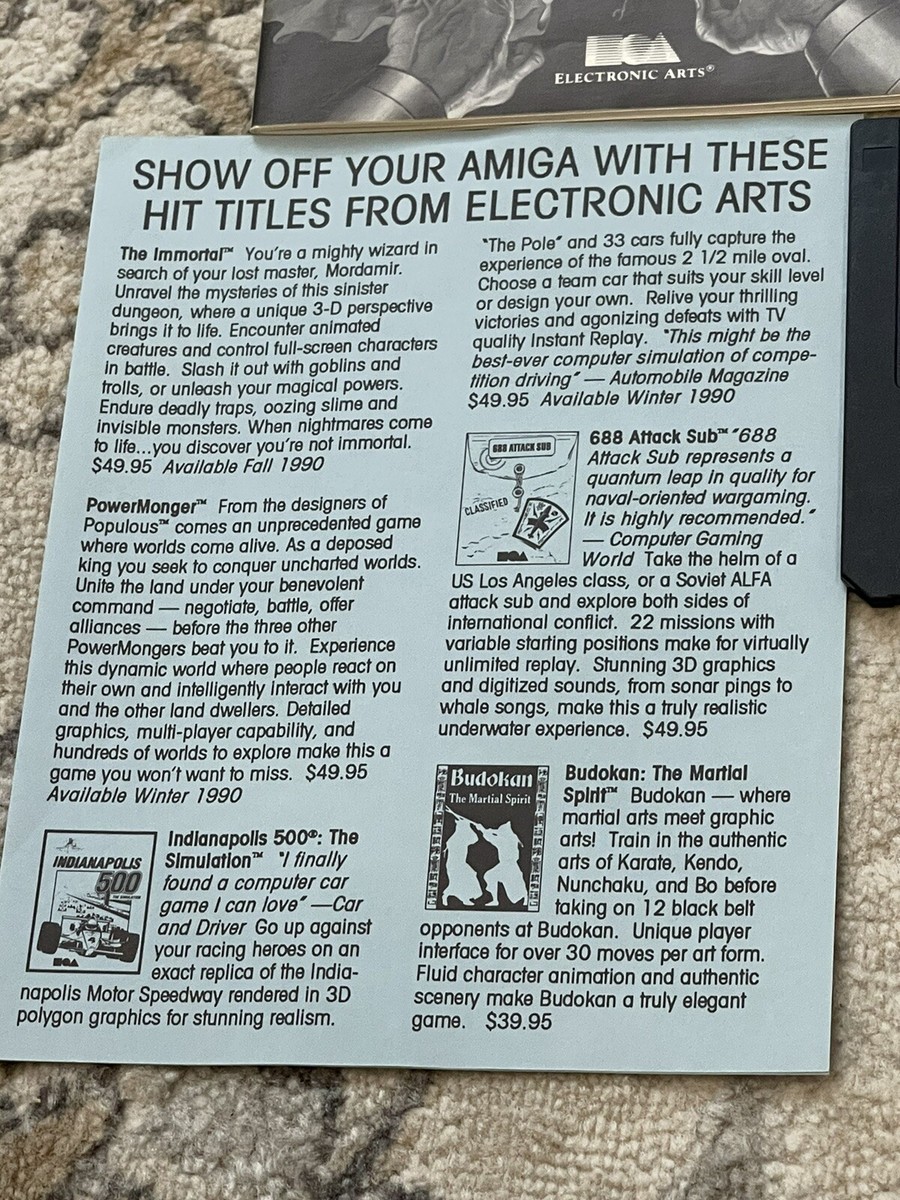 ELECTRONIC ARTS®
SHOW OFF YOUR AMIGA WITH THESE
HIT TITLES FROM ELECTRONIC ARTS
The Immortal™ You're a mighty wizard in
search of your lost master, Mordamir.
Unravel the mysteries of this sinister
dungeon, where a unique 3-D perspective
brings it to life. Encounter animated
creatures and control full-screen characters
in battle. Slash it out with goblins and
trolls, or unleash your magical powers.
Endure deadly traps, oozing slime and
invisible monsters. When nightmares come
to life...you discover you're not immortal.
$49.95 Available Fall 1990
PowerMonger™ From the designers of
Populous™ comes an unprecedented game
where worlds come alive. As a deposed
king you seek to conquer uncharted worlds.
Unite the land under your benevolent
command — negotiate, battle, offer
alliances — before the three other
PowerMongers beat you to it. Experience
this dynamic world where people react on
their own and intelligently interact with you
and the other land dwellers. Detailed
graphics, multi-player capability, and
hundreds of worlds to explore make this a
game you won't want to miss. $49.95
Available Winter 1990
INDIANAPOLIS
500
THE SIMULATION
Indianapolis 500®: The
Simulation™ "I finally
found a computer car
game I can love" —Car
and Driver Go up against
your racing heroes on an
exact replica of the India-
napolis Motor Speedway rendered in 3D
polygon graphics for stunning realism.
"The Pole" and 33 cars fully capture the
experience of the famous 2 1/2 mile oval.
Choose a team car that suits your skill level
or design your own. Relive your thrilling
victories and agonizing defeats with TV
quality Instant Replay. "This might be the
best-ever computer simulation of compe-
tition driving" — Automobile Magazine
$49.95 Available Winter 1990
688 ATTACK SUB
CLASSIFIED
688 Attack Sub™ "688
Attack Sub represents a
quantum leap in quality for
naval-oriented wargaming.
It is highly recommended."
— Computer Gaming
World Take the helm of a
US Los Angeles class, or a Soviet ALFA
attack sub and explore both sides of
international conflict. 22 missions with
variable starting positions make for virtually
unlimited replay. Stunning 3D graphics
and digitized sounds, from sonar pings to
whale songs, make this a truly realistic
underwater experience. $49.95
Budokan
The Martial Spirit
Budokan: The Martial
Spirit™ Budokan — where
martial arts meet graphic
arts! Train in the authentic
arts of Karate, Kendo,
Nunchaku, and Bo before
taking on 12 black belt
opponents at Budokan. Unique player
interface for over 30 moves per art form.
Fluid character animation and authentic
scenery make Budokan a truly elegant
game. $39.95